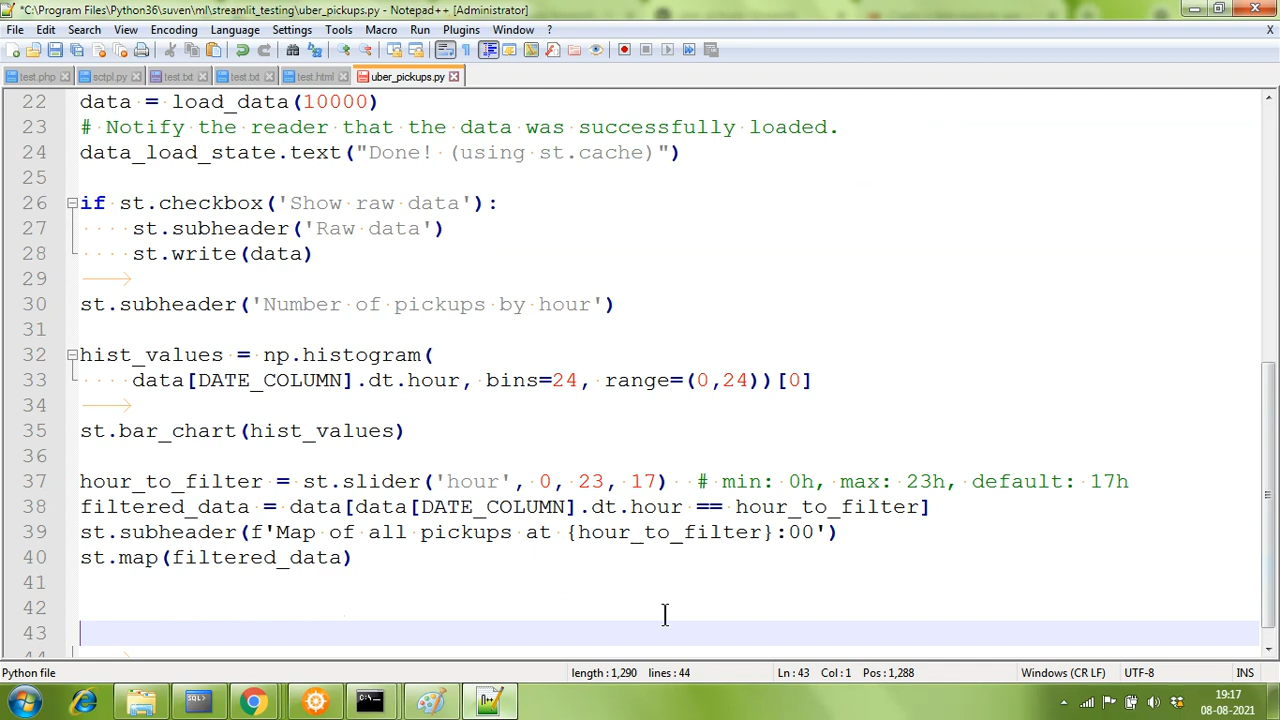 *C:\Program Files\Python36\suven\ml\streamlit_testing\uber_pickups.py - Notepad++ [Administrator]
File Edit Search View Encoding Language Settings Tools Macro Run Plugins Window ? X
test.php sctpl.py test.txt test.txt test.html uber_pickups.py
22 data = load_data(10000)
23 # Notify the reader that the data was successfully loaded.
24 data_load_state.text("Done! (using st.cache)")
25
26 if st.checkbox('Show raw data'):
27 st.subheader('Raw data')
28 st.write(data)
29
30 st.subheader('Number of pickups by hour')
31
32 hist_values = np.histogram(
33 data[DATE_COLUMN].dt.hour, bins=24, range=(0,24))[0]
34
35 st.bar_chart(hist_values)
36
37 hour_to_filter = st.slider('hour', 0, 23, 17) # min: 0h, max: 23h, default: 17h
38 filtered_data = data[data[DATE_COLUMN].dt.hour == hour_to_filter]
39 st.subheader(f'Map of all pickups at {hour_to_filter}:00')
40 st.map(filtered_data)
41
42
43
Python file length : 1,290 lines : 44 Ln : 43 Col : 1 Pos : 1,288 Windows (CR LF) UTF-8 INS
19:17
08-08-2021